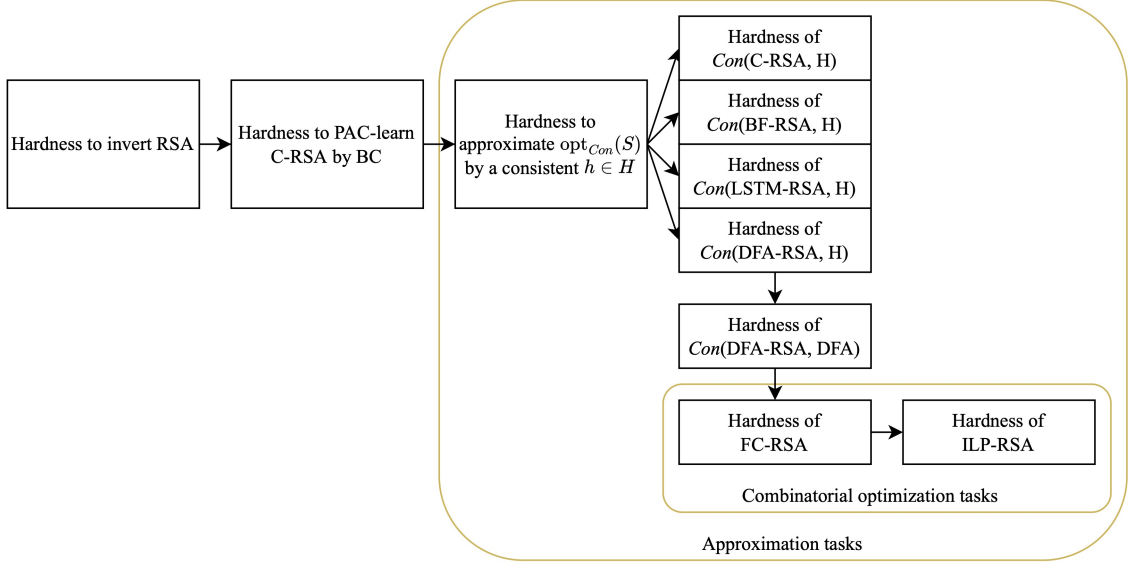 Hardness to invert RSA
Hardness to PAC-learn
C-RSA by BC
Hardness to
approximate opt_{Con}(S)
by a consistent h ∈ H
Hardness of
Con(C-RSA, H)
Hardness of
Con(BF-RSA, H)
Hardness of
Con(LSTM-RSA, H)
Hardness of
Con(DFA-RSA, H)
Hardness of
Con(DFA-RSA, DFA)
Hardness of
FC-RSA
Hardness of
ILP-RSA
Combinatorial optimization tasks
Approximation tasks